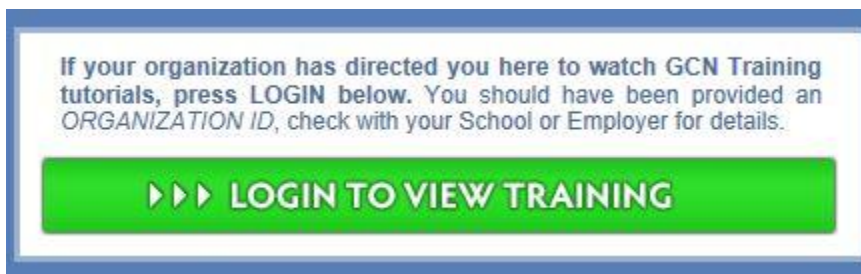 If your organization has directed you here to watch GCN Training
tutorials, press LOGIN below. You should have been provided an
ORGANIZATION ID, check with your School or Employer for details.
LOGIN TO VIEW TRAINING